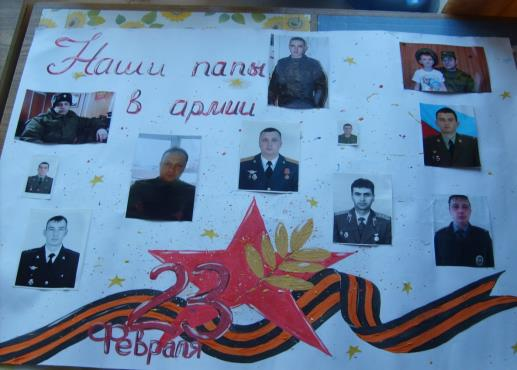 Наши папы
в армии
23
Февраля